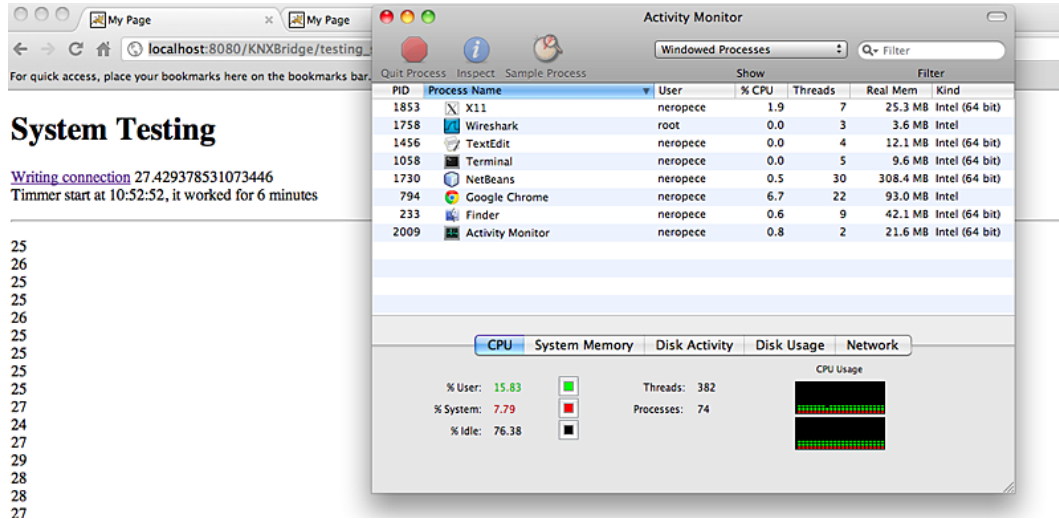 My Page
My Page
localhost:8080/KNXBridge/testing_
For quick access, place your bookmarks here on the bookmarks bar.
System Testing
Writing connection 27.429378531073446
Timmer start at 10:52:52, it worked for 6 minutes
25
26
25
25
26
25
25
25
25
27
24
27
29
28
28
27
Activity Monitor
Windowed Processes
Filter
Quit Process Inspect Sample Process Show Filter
PID Process Name User % CPU Threads Real Mem Kind
1853 X11 neropece 1.9 7 25.3 MB Intel (64 bit)
1758 Wireshark root 0.0 3 3.6 MB Intel
1456 TextEdit neropece 0.0 4 12.1 MB Intel (64 bit)
1058 Terminal neropece 0.0 5 9.6 MB Intel (64 bit)
1730 NetBeans neropece 0.5 30 308.4 MB Intel (64 bit)
794 Google Chrome neropece 6.7 22 93.0 MB Intel
233 Finder neropece 0.6 9 42.1 MB Intel (64 bit)
2009 Activity Monitor neropece 0.8 2 21.6 MB Intel (64 bit)
CPU System Memory Disk Activity Disk Usage Network
CPU Usage
% User: 15.83 Threads: 382
% System: 7.79 Processes: 74
% Idle: 76.38